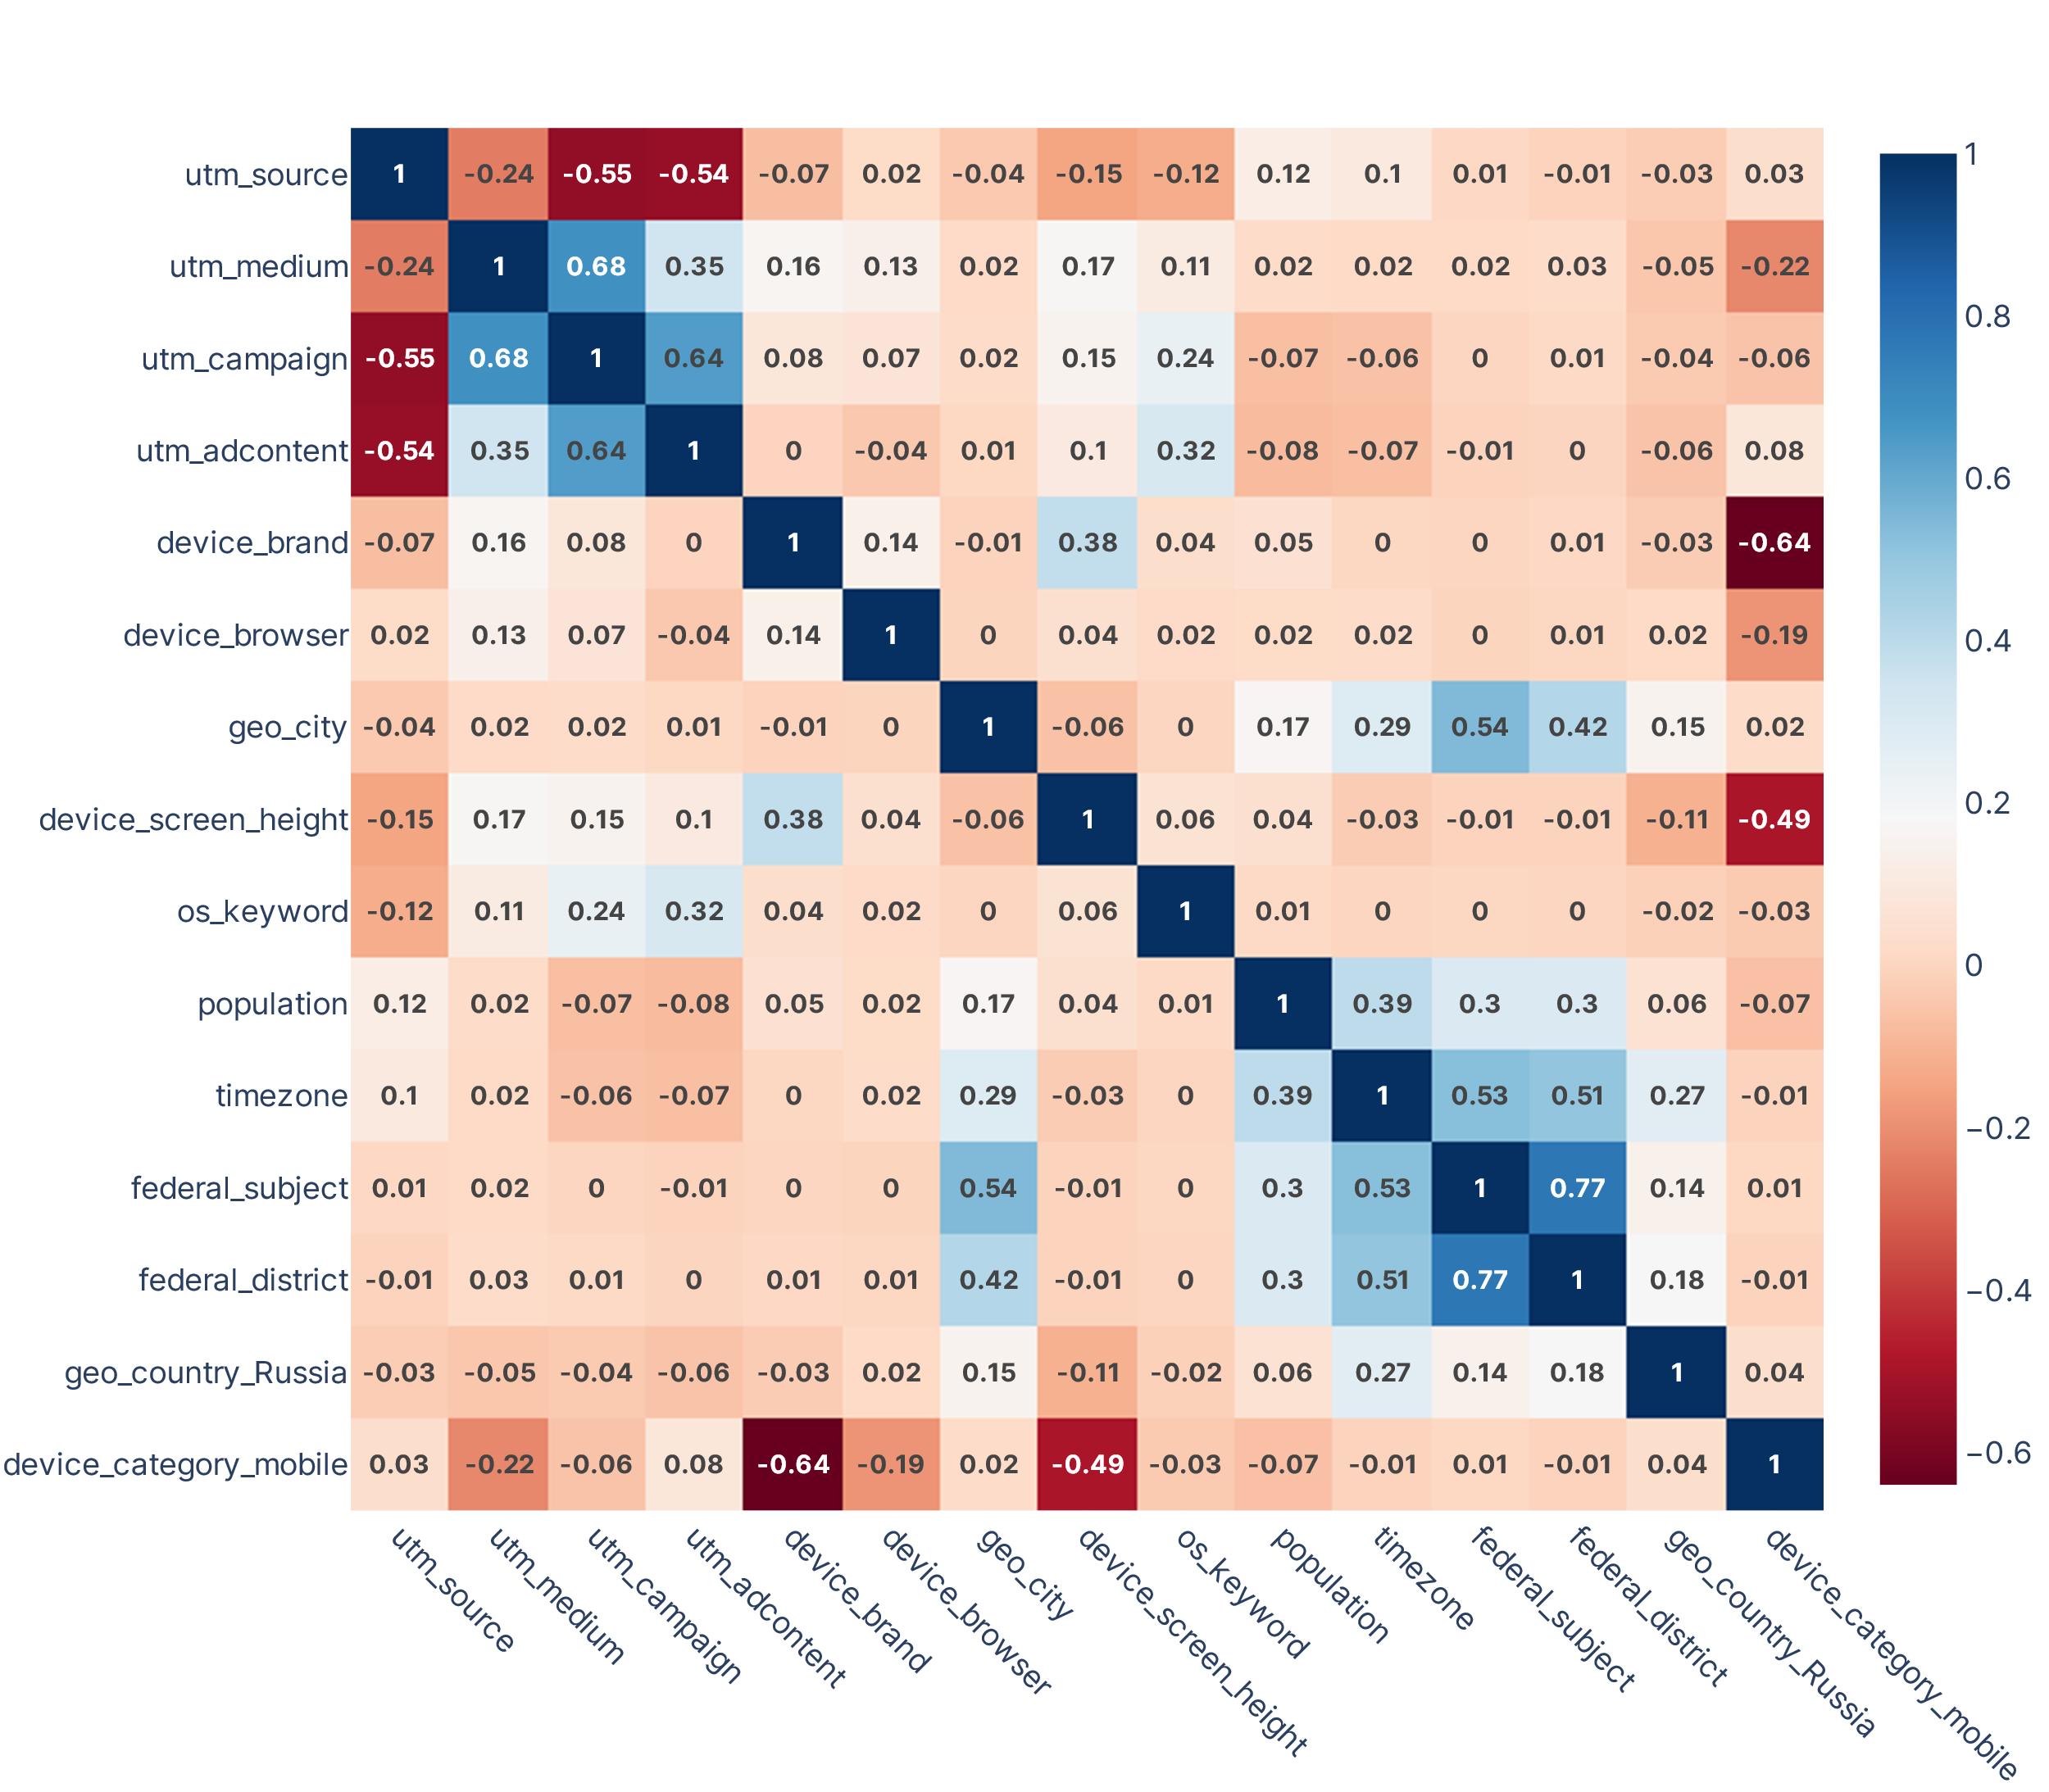 utm_source 1 -0.24 -0.55 -0.54 -0.07 0.02 -0.04 -0.15 -0.12 0.12 0.1 0.01 -0.01 -0.03 0.03
utm_medium -0.24 1 0.68 0.35 0.16 0.13 0.02 0.17 0.11 0.02 0.02 0.02 0.03 -0.05 -0.22
utm_campaign -0.55 0.68 1 0.64 0.08 0.07 0.02 0.15 0.24 -0.07 -0.06 0 0.01 -0.04 -0.06
utm_adcontent -0.54 0.35 0.64 1 0 -0.04 0.01 0.1 0.32 -0.08 -0.07 -0.01 0 -0.06 0.08
device_brand -0.07 0.16 0.08 0 1 0.14 -0.01 0.38 0.04 0.05 0 0 0.01 -0.03 -0.64
device_browser 0.02 0.13 0.07 -0.04 0.14 1 0 0.04 0.02 0.02 0.02 0 0.01 0.02 -0.19
geo_city -0.04 0.02 0.02 0.01 -0.01 0 1 -0.06 0 0.17 0.29 0.54 0.42 0.15 0.02
device_screen_height -0.15 0.17 0.15 0.1 0.38 0.04 -0.06 1 0.06 0.04 -0.03 -0.01 -0.01 -0.11 -0.49
os_keyword -0.12 0.11 0.24 0.32 0.04 0.02 0 0.06 1 0.01 0 0 0 -0.02 -0.03
population 0.12 0.02 -0.07 -0.08 0.05 0.02 0.17 0.04 0.01 1 0.39 0.3 0.3 0.06 -0.07
timezone 0.1 0.02 -0.06 -0.07 0 0.02 0.29 -0.03 0 0.39 1 0.53 0.51 0.27 -0.01
federal_subject 0.01 0.02 0 -0.01 0 0 0.54 -0.01 0 0.3 0.53 1 0.77 0.14 0.01
federal_district -0.01 0.03 0.01 0 0.01 0.01 0.42 -0.01 0 0.3 0.51 0.77 1 0.18 -0.01
geo_country_Russia -0.03 -0.05 -0.04 -0.06 -0.03 0.02 0.15 -0.11 -0.02 0.06 0.27 0.14 0.18 1 0.04
device_category_mobile 0.03 -0.22 -0.06 0.08 -0.64 -0.19 0.02 -0.49 -0.03 -0.07 -0.01 0.01 -0.01 0.04 1
utm_source
utm_medium
utm_campaign
utm_adcontent
device_brand
device_browser
geo_city
device_screen_height
os_keyword
population
timezone
federal_subject
federal_district
geo_country_Russia
device_category_mobile
1
0.8
0.6
0.4
0.2
0
−0.2
−0.4
−0.6